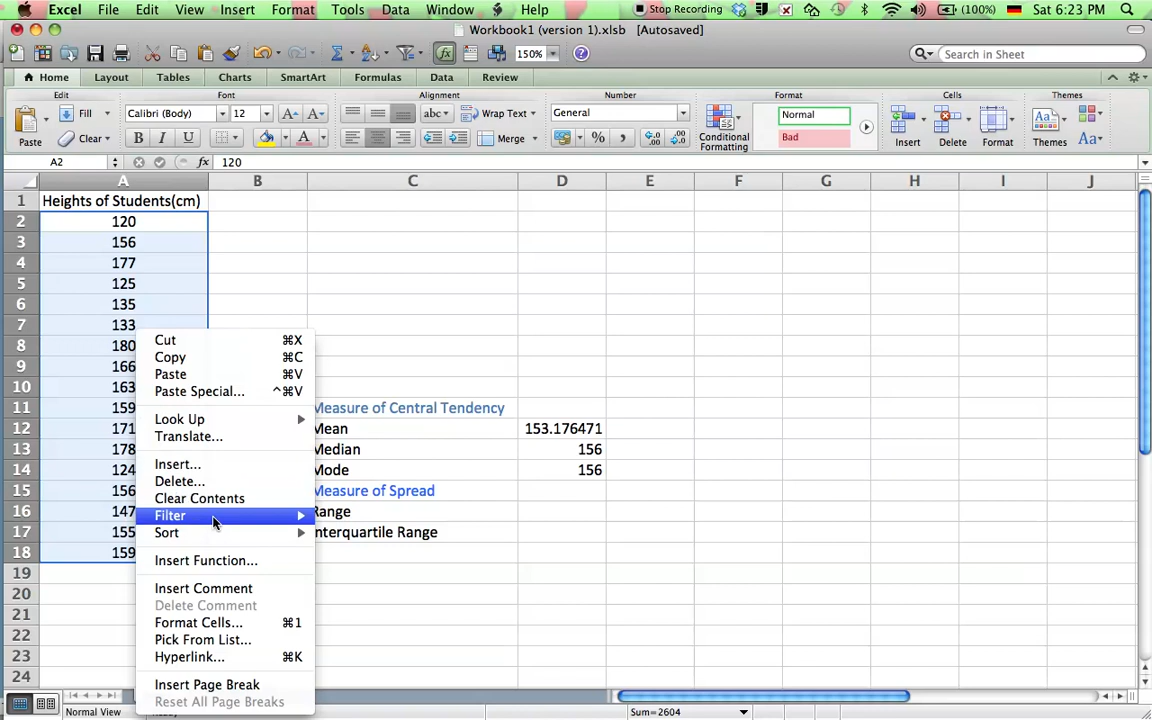 Excel File Edit View Insert Format Tools Data Window Help Stop Recording (100%) Sat 6:23 PM
Workbook1 (version 1).xlsb [Autosaved]
150% Search in Sheet
Home Layout Tables Charts SmartArt Formulas Data Review
Edit Font Alignment Number Format Cells Themes
Fill Calibri (Body) 12 A A abc Wrap Text General Normal Aa
Paste Clear B I U A Merge % , .0 .00 Conditional Formatting Bad Insert Delete Format Themes Aa
A2 fx 120
A B C D E F G H I J
1 Heights of Students(cm)
2 120
3 156
4 177
5 125
6 135
7 133
8 180
9 166
10 163
11 159 Measure of Central Tendency
12 171 Mean 153.176471
13 178 Median 156
14 124 Mode 156
15 156 Measure of Spread
16 147 Range
17 155 nterquartile Range
18 159
19
20
21
22
23
24
Cut ⌘X
Copy ⌘C
Paste ⌘V
Paste Special... ^⌘V
Look Up
Translate...
Insert...
Delete...
Clear Contents
Filter
Sort
Insert Function...
Insert Comment
Delete Comment
Format Cells... ⌘1
Pick From List...
Hyperlink... ⌘K
Insert Page Break
Reset All Page Breaks
Normal View Sum=2604